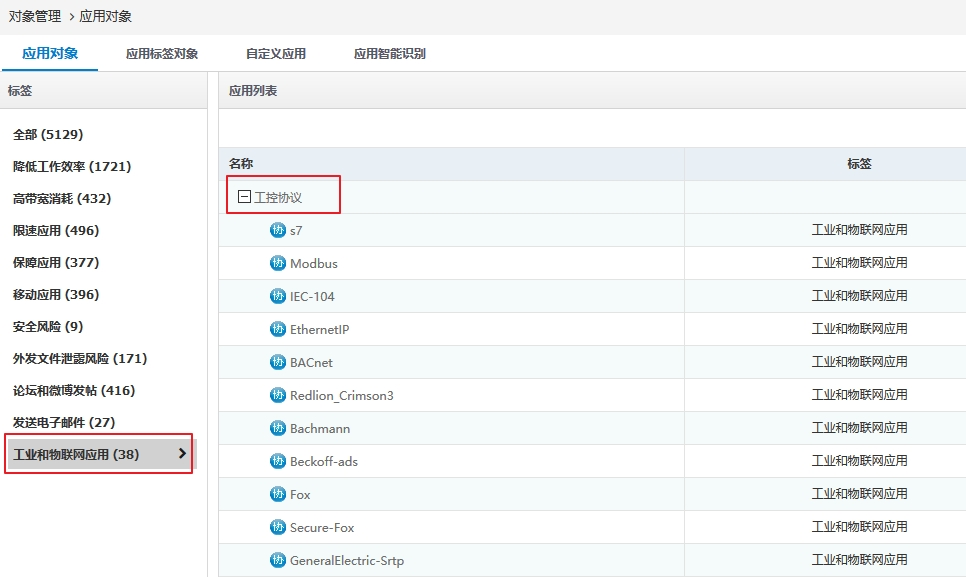 对象管理 > 应用对象
应用对象 应用标签对象 自定义应用 应用智能识别
标签
全部 (5129)
降低工作效率 (1721)
高带宽消耗 (432)
限速应用 (496)
保障应用 (377)
移动应用 (396)
安全风险 (9)
外发文件泄露风险 (171)
论坛和微博发帖 (416)
发送电子邮件 (27)
工业和物联网应用 (38)
应用列表
名称 标签
工控协议
协 s7 工业和物联网应用
协 Modbus 工业和物联网应用
协 IEC-104 工业和物联网应用
协 EthernetIP 工业和物联网应用
协 BACnet 工业和物联网应用
协 Redlion_Crimson3 工业和物联网应用
协 Bachmann 工业和物联网应用
协 Beckoff-ads 工业和物联网应用
协 Fox 工业和物联网应用
协 Secure-Fox 工业和物联网应用
协 GeneralElectric-Srtp 工业和物联网应用